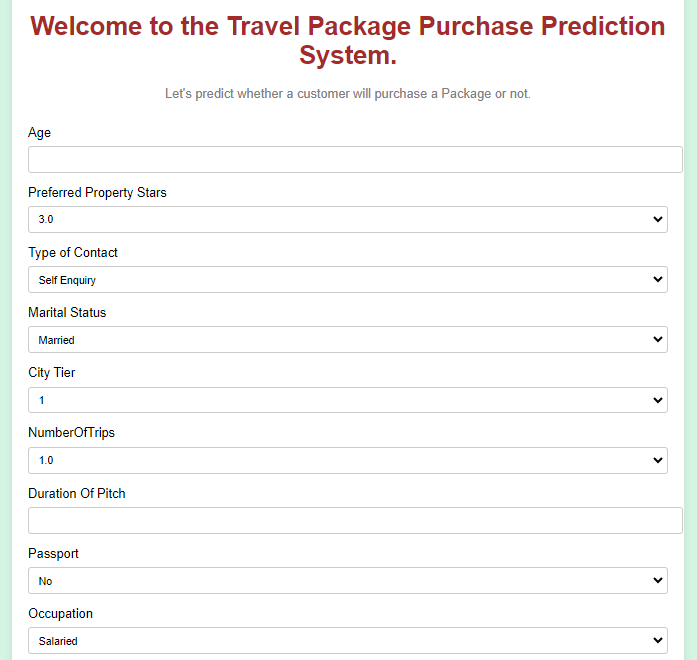 Welcome to the Travel Package Purchase Prediction
System.
Let's predict whether a customer will purchase a Package or not.
Age
Preferred Property Stars
3.0
Type of Contact
Self Enquiry
Marital Status
Married
City Tier
1
NumberOfTrips
1.0
Duration Of Pitch
Passport
No
Occupation
Salaried